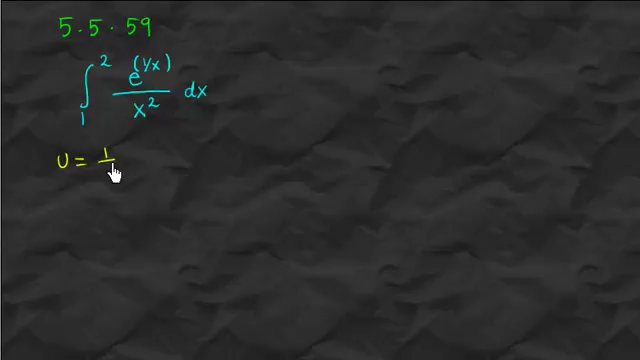 5.5.59
∫₁² e^(1/x) / x² dx
U = 1/